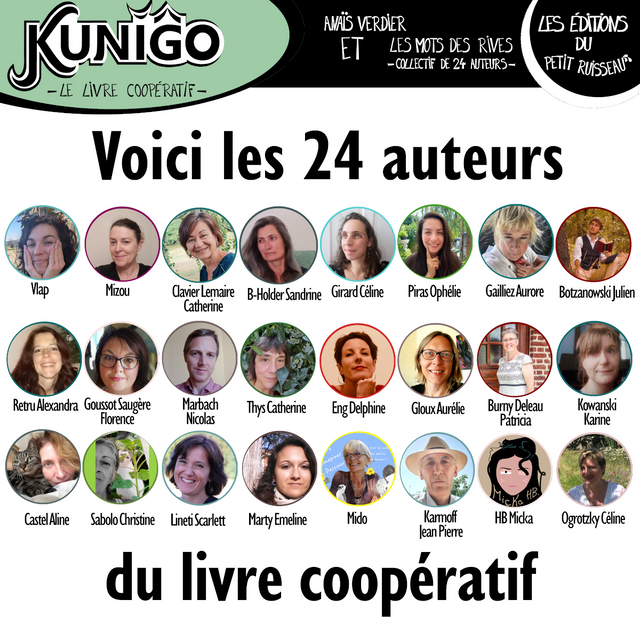 KUNIGO
-LE LIVRE COOPÉRATIF-
ANAÏS VERDIER
ET
LES MOTS DES RIVES
-COLLECTIF DE 24 AUTEURS-
LES ÉDITIONS
DU
PETIT RUISSEAU
Voici les 24 auteurs
Vlap
Mizou
Clavier Lemaire
Catherine
B-Holder Sandrine
Girard Céline
Piras Ophélie
Gailliez Aurore
Botzanowski Julien
Retru Alexandra
Goussot Saugère
Florence
Marbach
Nicolas
Thys Catherine
Eng Delphine
Gloux Aurélie
Burny Deleau
Patricia
Kowanski
Karine
Castel Aline
Sabolo Christine
Lineti Scarlett
Marty Emeline
Mido
Karmoff
Jean Pierre
Micka HB.
HB Micka
Ogrotzky Céline
du livre coopératif